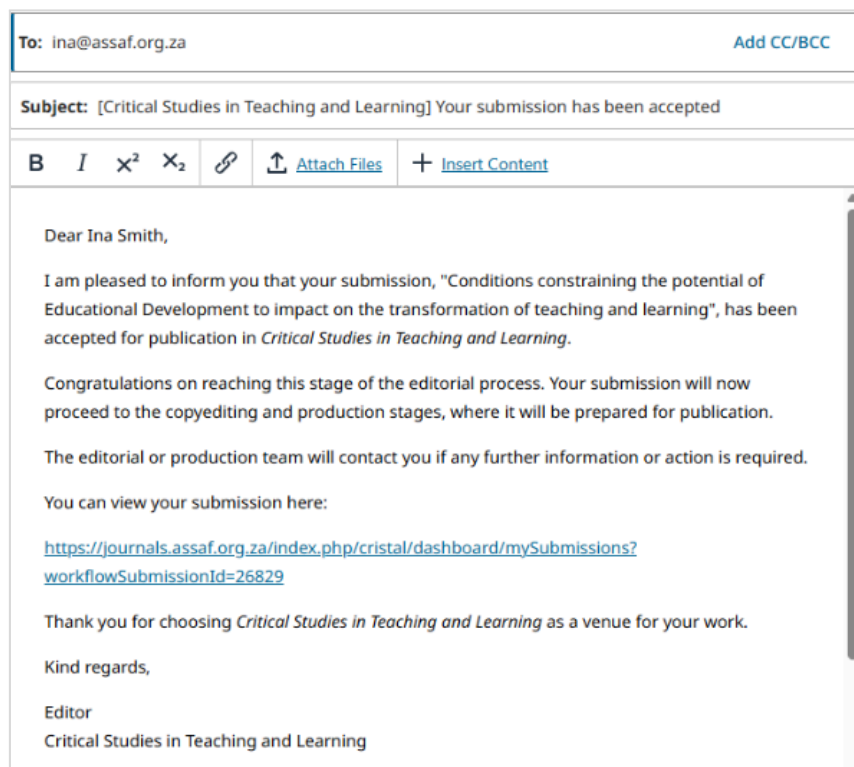 To: ina@assaf.org.za Add CC/BCC
Subject: [Critical Studies in Teaching and Learning] Your submission has been accepted
B I x² x₂ Attach Files Insert Content
Dear Ina Smith,
I am pleased to inform you that your submission, "Conditions constraining the potential of
Educational Development to impact on the transformation of teaching and learning", has been
accepted for publication in Critical Studies in Teaching and Learning.
Congratulations on reaching this stage of the editorial process. Your submission will now
proceed to the copyediting and production stages, where it will be prepared for publication.
The editorial or production team will contact you if any further information or action is required.
You can view your submission here:
https://journals.assaf.org.za/index.php/cristal/dashboard/mySubmissions?
workflowSubmissionId=26829
Thank you for choosing Critical Studies in Teaching and Learning as a venue for your work.
Kind regards,
Editor
Critical Studies in Teaching and Learning